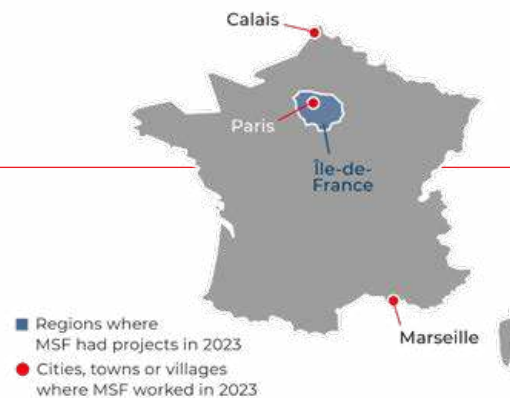 Calais
Paris
Île-de-
France
Marseille
Regions where
MSF had projects in 2023
Cities, towns or villages
where MSF worked in 2023